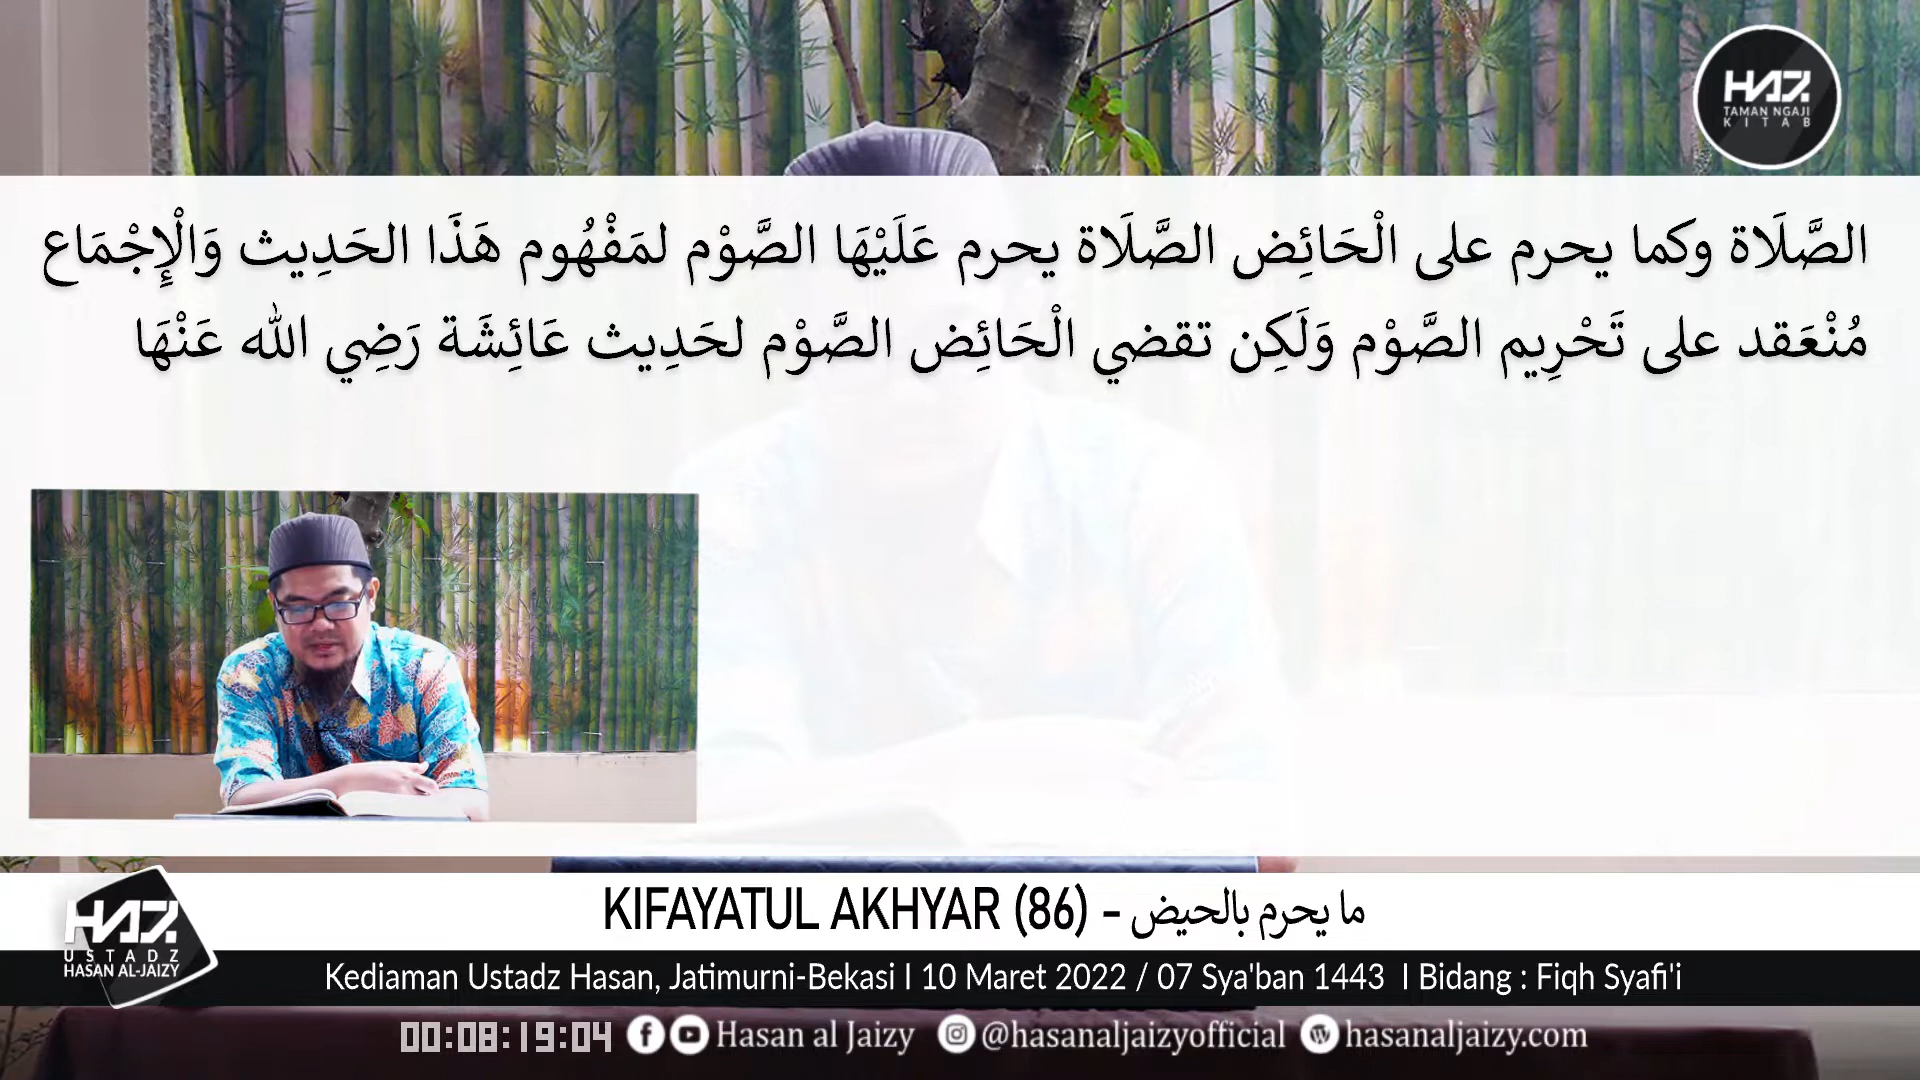 HAJ.
TAMAN NGAJI
KITAB
الصَّلَاة وكما يحرم على الْحَائِض الصَّلَاة يحرم عَلَيْهَا الصَّوْم لمَفْهُوم هَذَا الحَدِيث وَالْإِجْمَاع
مُنْعَقد على تَحْرِيم الصَّوْم وَلَكِن تقضي الْحَائِض الصَّوْم لحَدِيث عَائِشَة رَضِي الله عَنْهَا
KIFAYATUL AKHYAR (86) – ما يحرم بالحيض
HAJ.
USTADZ
HASAN AL-JAIZY
Kediaman Ustadz Hasan, Jatimurni-Bekasi I 10 Maret 2022 / 07 Sya'ban 1443 I Bidang : Fiqh Syafi'i
00:08:19:04 Hasan al Jaizy @hasanaljaizyofficial hasanaljaizy.com